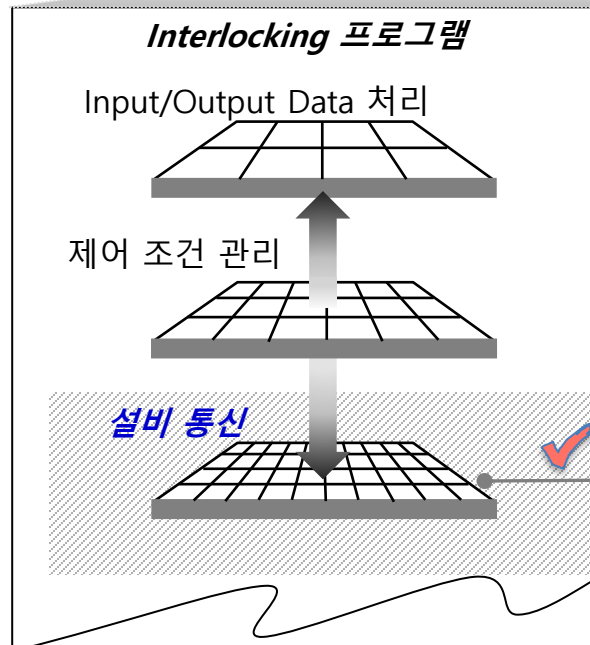 Interlocking 프로그램
Input/Output Data 처리
제어 조건 관리
설비 통신